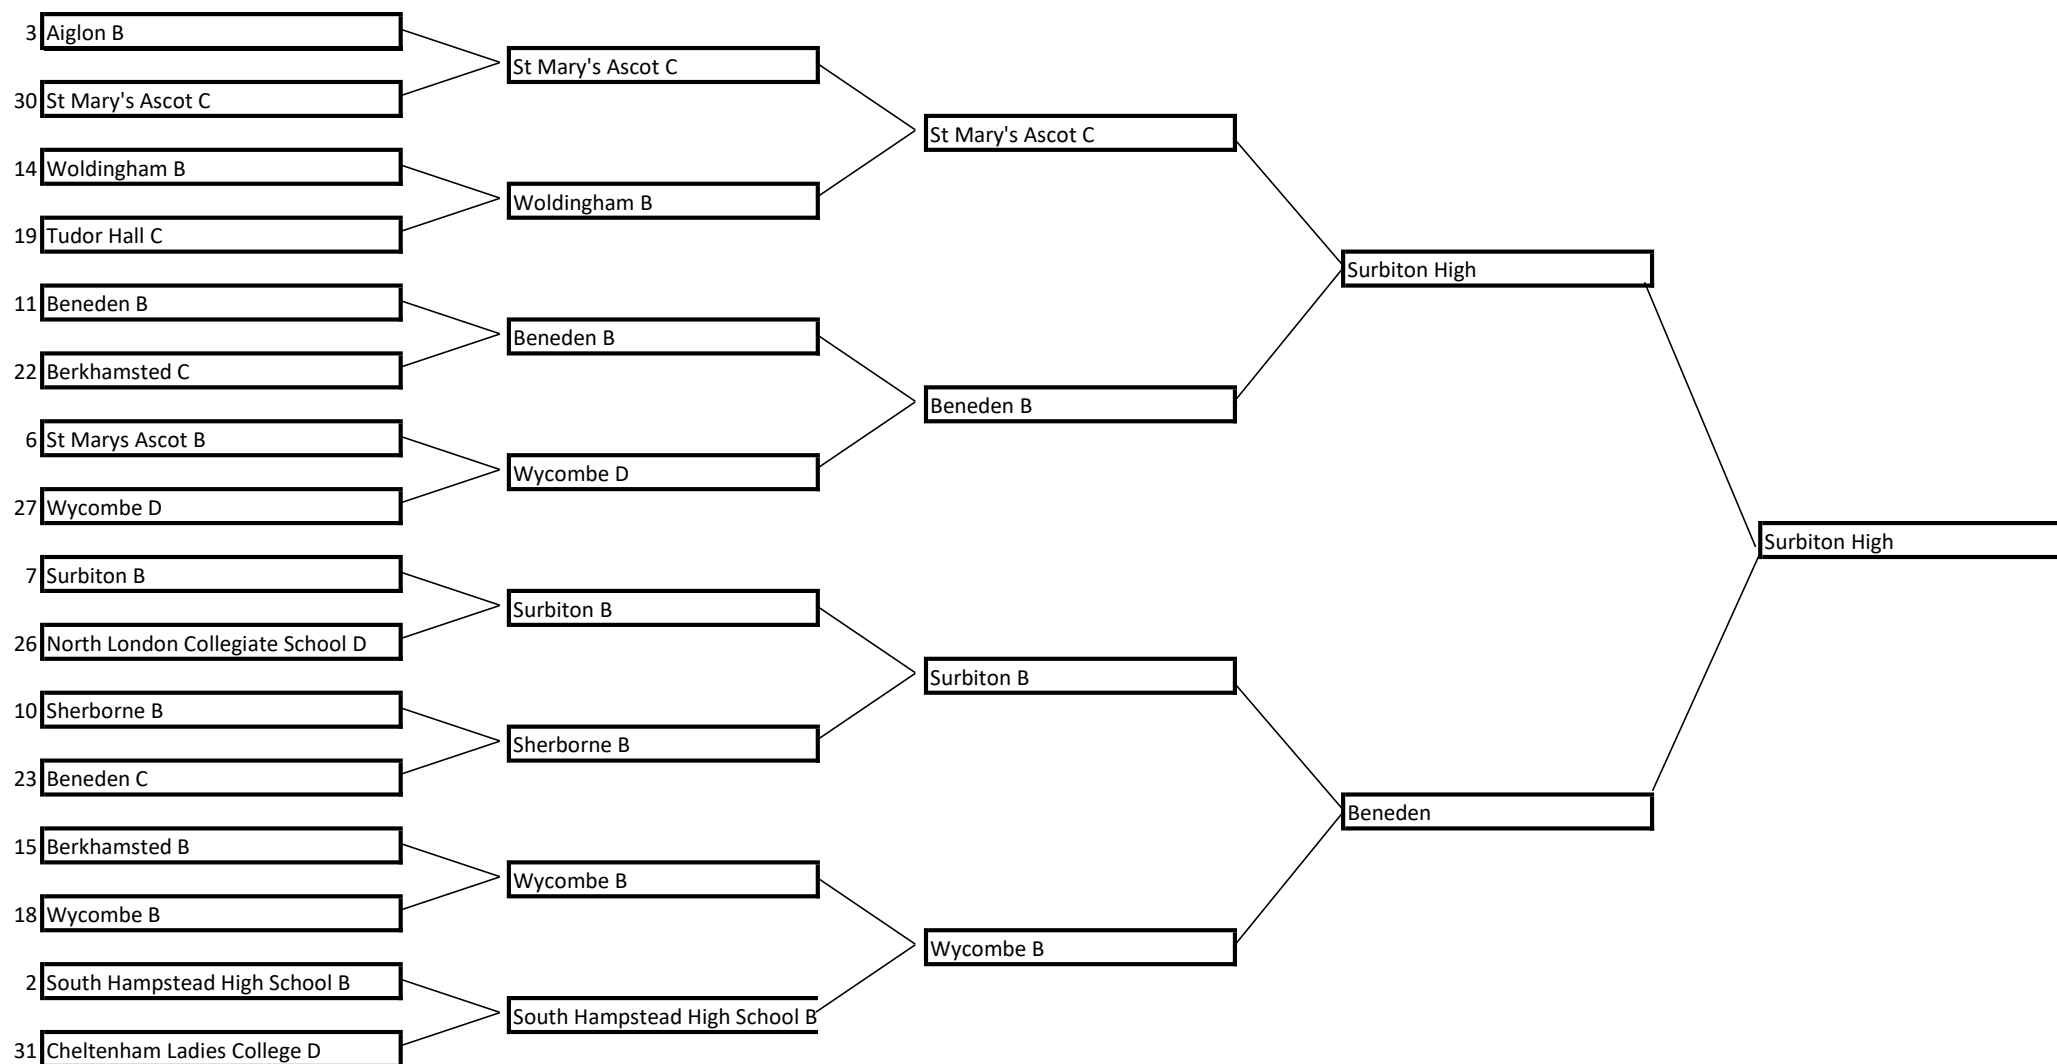 3 Aiglon B
St Mary's Ascot C
30 St Mary's Ascot C
St Mary's Ascot C
14 Woldingham B
Woldingham B
19 Tudor Hall C
Surbiton High
11 Beneden B
Beneden B
22 Berkhamsted C
Beneden B
6 St Marys Ascot B
Wycombe D
27 Wycombe D
Surbiton High
7 Surbiton B
Surbiton B
26 North London Collegiate School D
Surbiton B
10 Sherborne B
Sherborne B
23 Beneden C
Beneden
15 Berkhamsted B
Wycombe B
18 Wycombe B
Wycombe B
2 South Hampstead High School B
South Hampstead High School B
31 Cheltenham Ladies College D